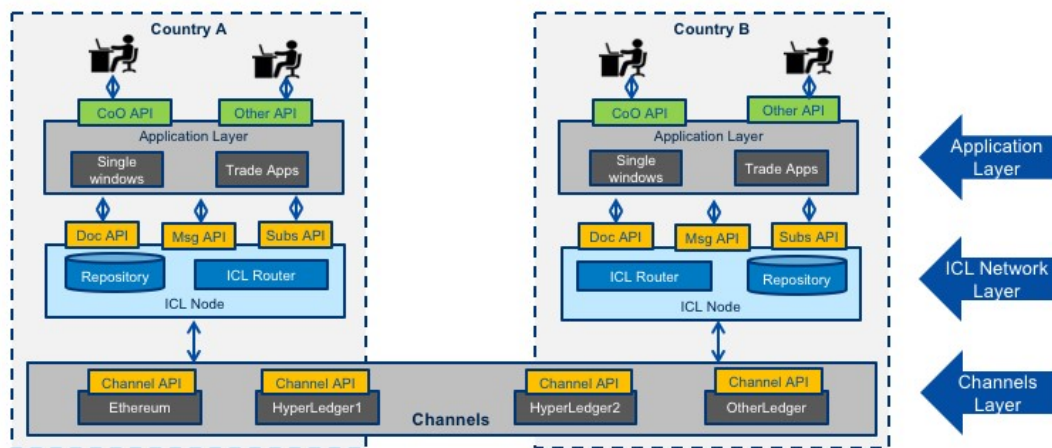 Country A
Country B
CoO API
Other API
CoO API
Other API
Application Layer
Application Layer
Single
windows
Trade Apps
Single
windows
Trade Apps
Application
Layer
Doc API
Msg API
Subs API
Doc API
Msg API
Subs API
Repository
ICL Router
ICL Router
Repository
ICL Node
ICL Node
ICL Network
Layer
Channel API
Channel API
Channel API
Channel API
Ethereum
HyperLedger1
HyperLedger2
OtherLedger
Channels
Channels
Layer